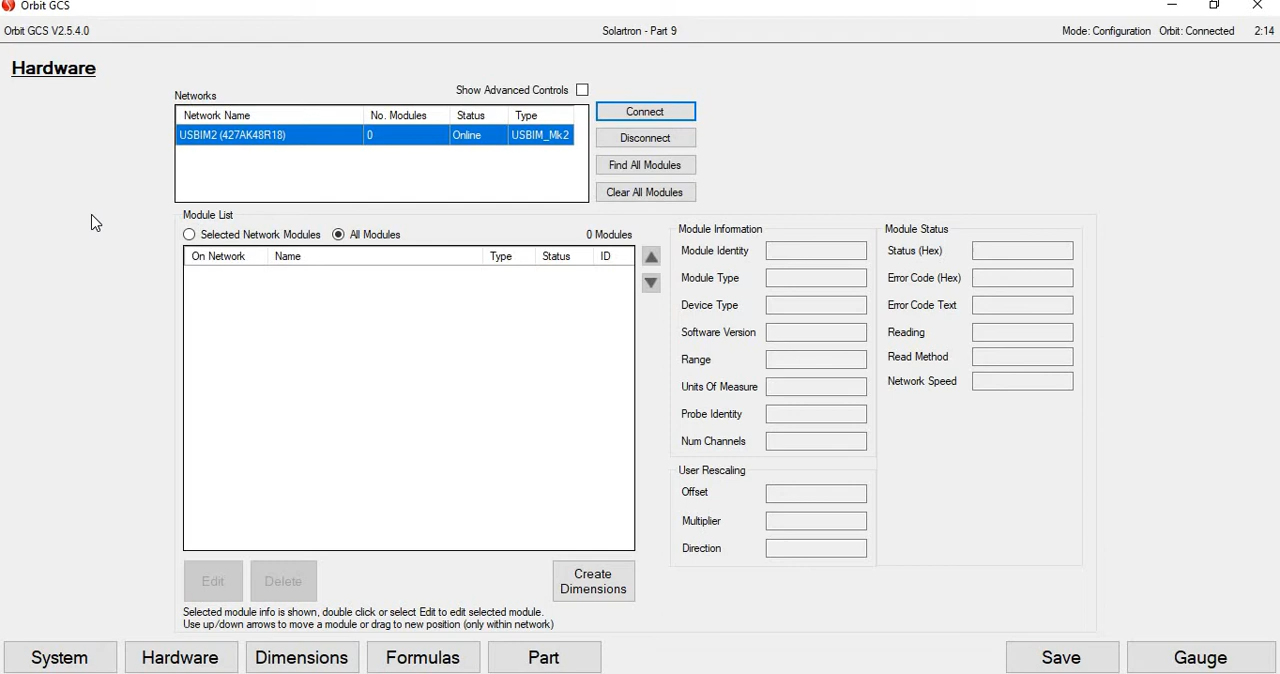 Orbit GCS
Orbit GCS V2.5.4.0 Solartron - Part 9 Mode: Configuration Orbit: Connected 2:14
Hardware
Show Advanced Controls
Networks
Network Name No. Modules Status Type
USBIM2 (427AK48R18) 0 Online USBIM_Mk2
Connect
Disconnect
Find All Modules
Clear All Modules
Module List
Selected Network Modules All Modules 0 Modules
On Network Name Type Status ID
Module Information
Module Identity
Module Type
Device Type
Software Version
Range
Units Of Measure
Probe Identity
Num Channels
User Rescaling
Offset
Multiplier
Direction
Module Status
Status (Hex)
Error Code (Hex)
Error Code Text
Reading
Read Method
Network Speed
Edit Delete
Create
Dimensions
Selected module info is shown, double click or select Edit to edit selected module.
Use up/down arrows to move a module or drag to new position (only within network)
System Hardware Dimensions Formulas Part Save Gauge